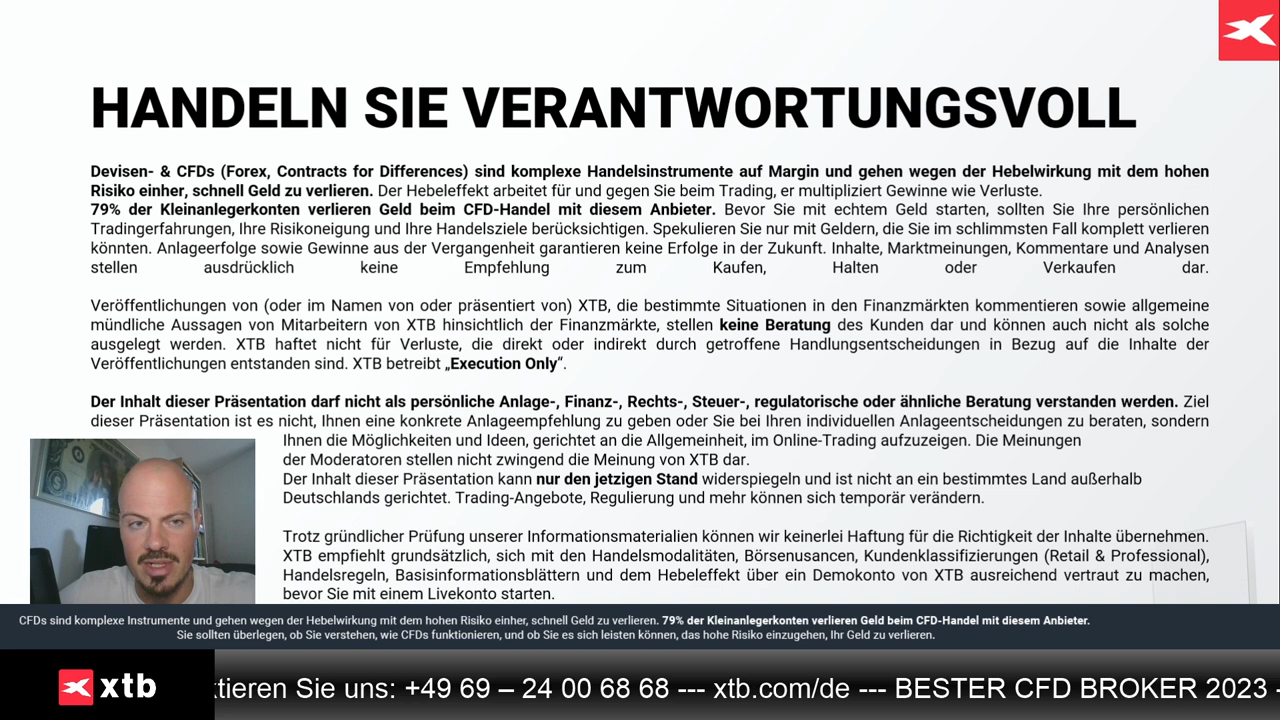 HANDELN SIE VERANTWORTUNGSVOLL
Devisen- & CFDs (Forex, Contracts for Differences) sind komplexe Handelsinstrumente auf Margin und gehen wegen der Hebelwirkung mit dem hohen
Risiko einher, schnell Geld zu verlieren. Der Hebeleffekt arbeitet für und gegen Sie beim Trading, er multipliziert Gewinne wie Verluste.
79% der Kleinanlegerkonten verlieren Geld beim CFD-Handel mit diesem Anbieter. Bevor Sie mit echtem Geld starten, sollten Sie Ihre persönlichen
Tradingerfahrungen, Ihre Risikoneigung und Ihre Handelsziele berücksichtigen. Spekulieren Sie nur mit Geldern, die Sie im schlimmsten Fall komplett verlieren
könnten. Anlageerfolge sowie Gewinne aus der Vergangenheit garantieren keine Erfolge in der Zukunft. Inhalte, Marktmeinungen, Kommentare und Analysen
stellen ausdrücklich keine Empfehlung zum Kaufen, Halten oder Verkaufen dar.
Veröffentlichungen von (oder im Namen von oder präsentiert von) XTB, die bestimmte Situationen in den Finanzmärkten kommentieren sowie allgemeine
mündliche Aussagen von Mitarbeitern von XTB hinsichtlich der Finanzmärkte, stellen keine Beratung des Kunden dar und können auch nicht als solche
ausgelegt werden. XTB haftet nicht für Verluste, die direkt oder indirekt durch getroffene Handlungsentscheidungen in Bezug auf die Inhalte der
Veröffentlichungen entstanden sind. XTB betreibt „Execution Only“.
Der Inhalt dieser Präsentation darf nicht als persönliche Anlage-, Finanz-, Rechts-, Steuer-, regulatorische oder ähnliche Beratung verstanden werden. Ziel
dieser Präsentation ist es nicht, Ihnen eine konkrete Anlageempfehlung zu geben oder Sie bei Ihren individuellen Anlageentscheidungen zu beraten, sondern
Ihnen die Möglichkeiten und Ideen, gerichtet an die Allgemeinheit, im Online-Trading aufzuzeigen. Die Meinungen
der Moderatoren stellen nicht zwingend die Meinung von XTB dar.
Der Inhalt dieser Präsentation kann nur den jetzigen Stand widerspiegeln und ist nicht an ein bestimmtes Land außerhalb
Deutschlands gerichtet. Trading-Angebote, Regulierung und mehr können sich temporär verändern.
Trotz gründlicher Prüfung unserer Informationsmaterialien können wir keinerlei Haftung für die Richtigkeit der Inhalte übernehmen.
XTB empfiehlt grundsätzlich, sich mit den Handelsmodalitäten, Börsenusancen, Kundenklassifizierungen (Retail & Professional),
Handelsregeln, Basisinformationsblättern und dem Hebeleffekt über ein Demokonto von XTB ausreichend vertraut zu machen,
bevor Sie mit einem Livekonto starten.
CFDs sind komplexe Instrumente und gehen wegen der Hebelwirkung mit dem hohen Risiko einher, schnell Geld zu verlieren. 79% der Kleinanlegerkonten verlieren Geld beim CFD-Handel mit diesem Anbieter.
Sie sollten überlegen, ob Sie verstehen, wie CFDs funktionieren, und ob Sie es sich leisten können, das hohe Risiko einzugehen, Ihr Geld zu verlieren.
xtb tieren Sie uns: +49 69 – 24 00 68 68 --- xtb.com/de --- BESTER CFD BROKER 2023 -